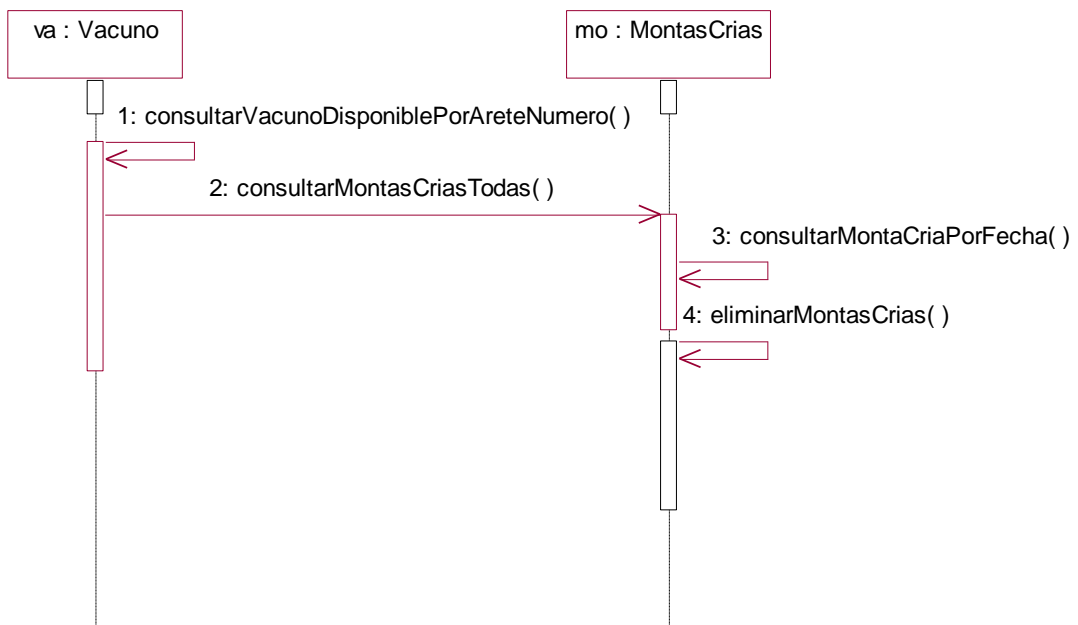 va : Vacuno
mo : MontasCrias
1: consultarVacunoDisponiblePorAreteNumero( )
2: consultarMontasCriasTodas( )
3: consultarMontaCriaPorFecha( )
4: eliminarMontasCrias( )